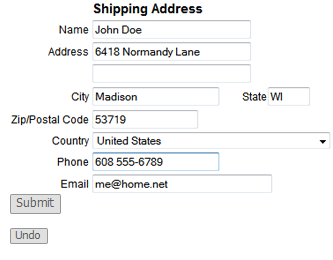 Shipping Address
Name John Doe
Address 6418 Normandy Lane
City Madison State WI
Zip/Postal Code 53719
Country United States
Phone 608 555-6789
Email me@home.net
Submit
Undo